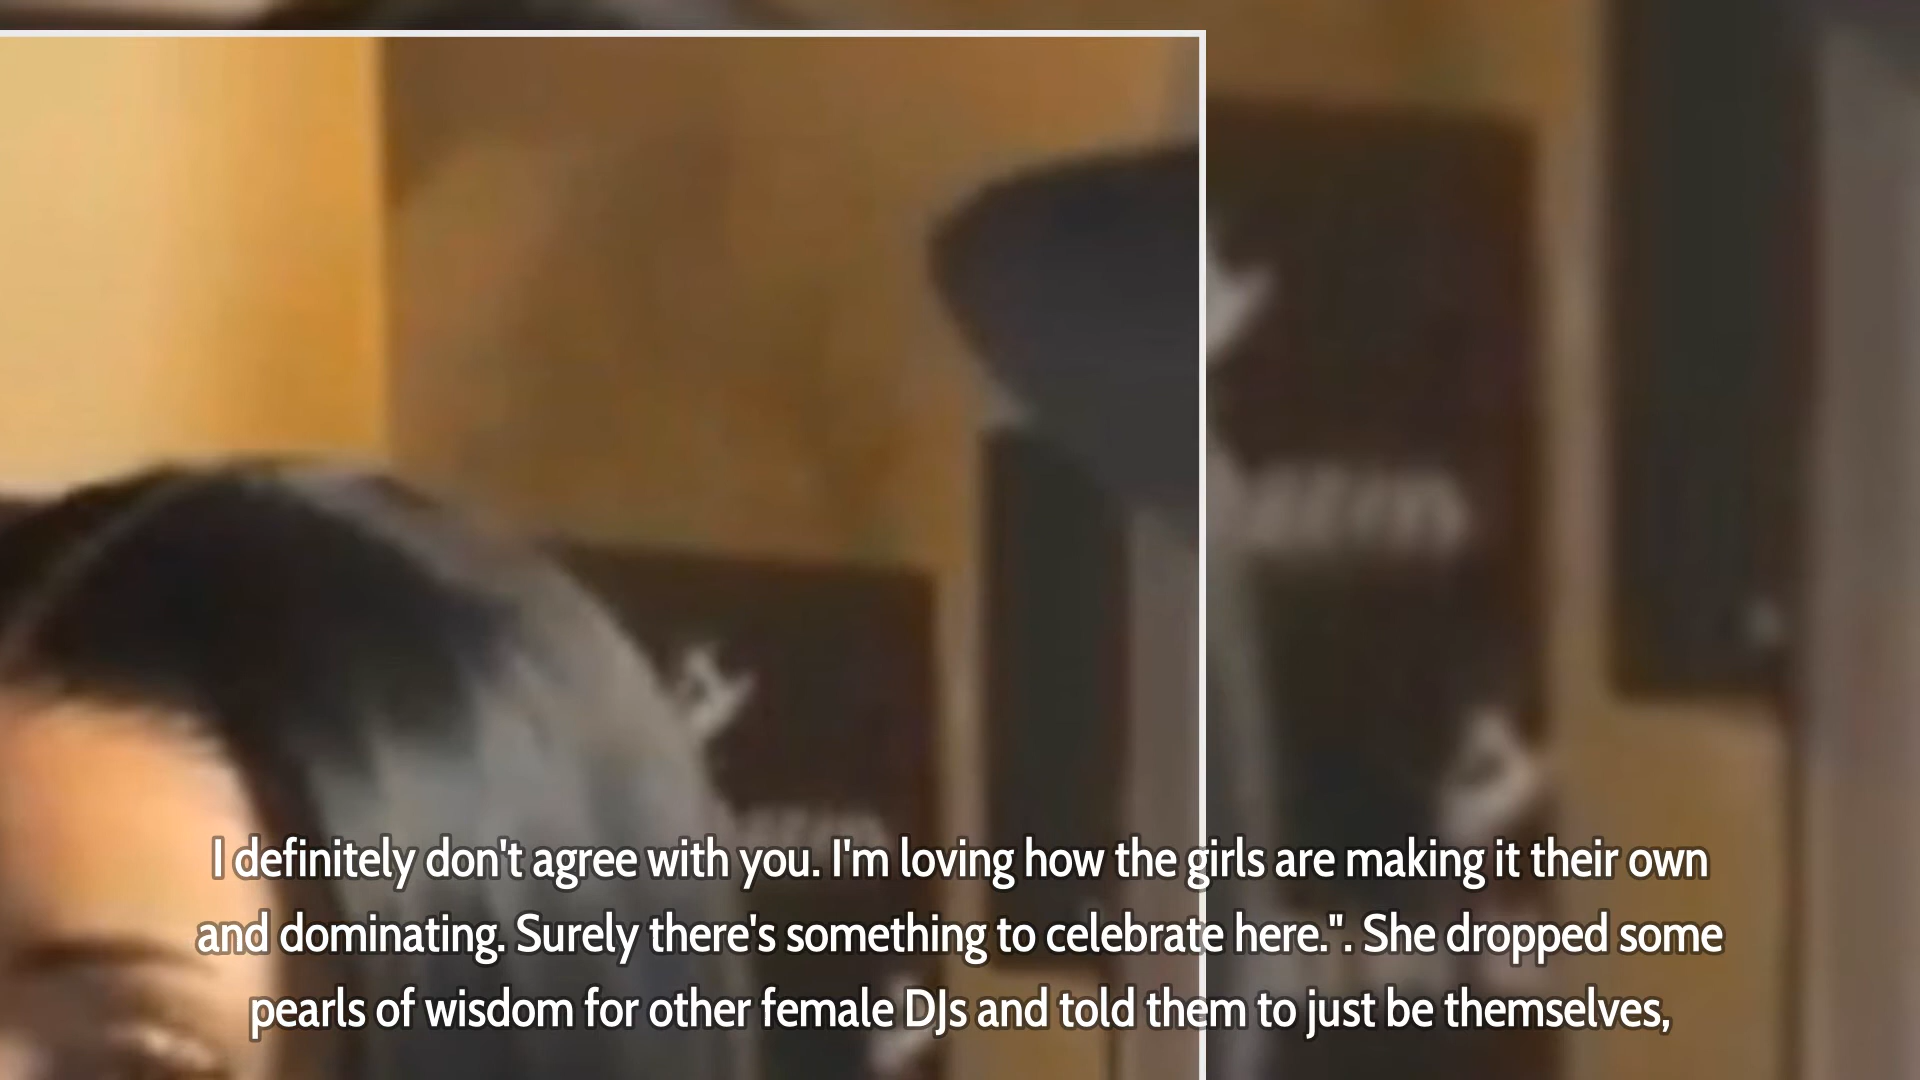 I definitely don't agree with you. I'm loving how the girls are making it their own
and dominating. Surely there's something to celebrate here.". She dropped some
pearls of wisdom for other female DJs and told them to just be themselves,